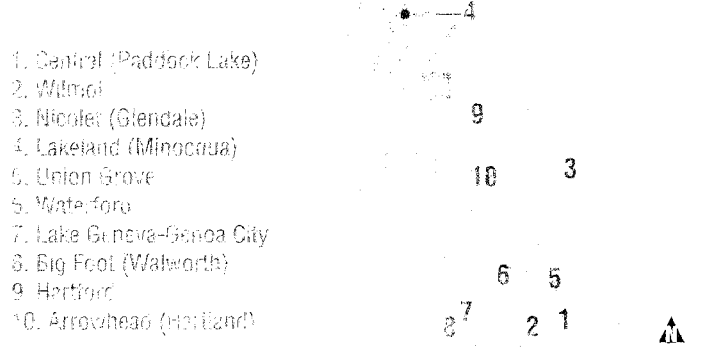 1. Central (Paddock Lake)
2. Wilmot
3. Nicolet (Glendale)
4. Lakeland (Minocqua)
5. Union Grove
6. Waterford
7. Lake Geneva-Genoa City
8. Big Foot (Walworth)
9. Hartford
10. Arrowhead (Hartland)
4
9
10 3
6 5
8 7 2 1
N